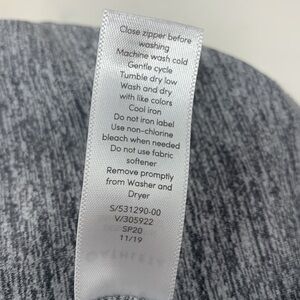 Close zipper before
washing
Machine wash cold
Gentle cycle
Tumble dry low
Wash and dry
with like colors
Cool iron
Do not iron label
Use non-chlorine
bleach when needed
Do not use fabric
softener
Remove promptly
from Washer and
Dryer
S/531290-00
V/305922
SP20
11/19
ATHLETA